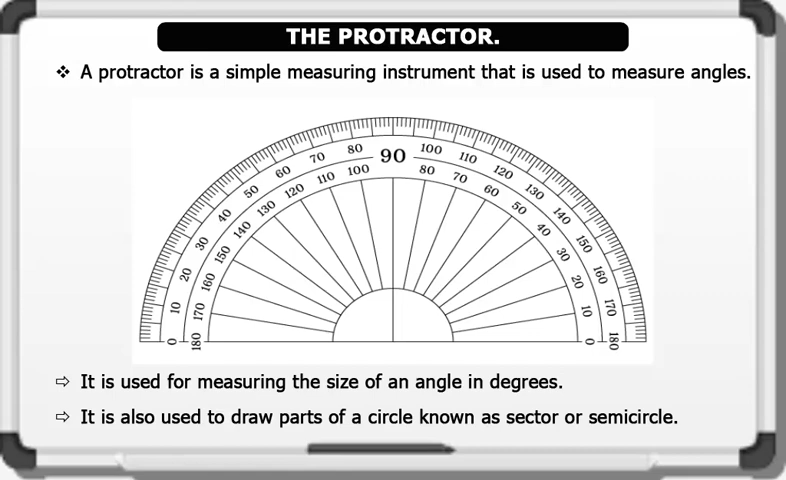 THE PROTRACTOR.
❖ A protractor is a simple measuring instrument that is used to measure angles.
0 10 20 30 40 50 60 70 80 90 100 110 120 130 140 150 160 170 180
180 170 160 150 140 130 120 110 100 80 70 60 50 40 30 20 10 0
⇨ It is used for measuring the size of an angle in degrees.
⇨ It is also used to draw parts of a circle known as sector or semicircle.